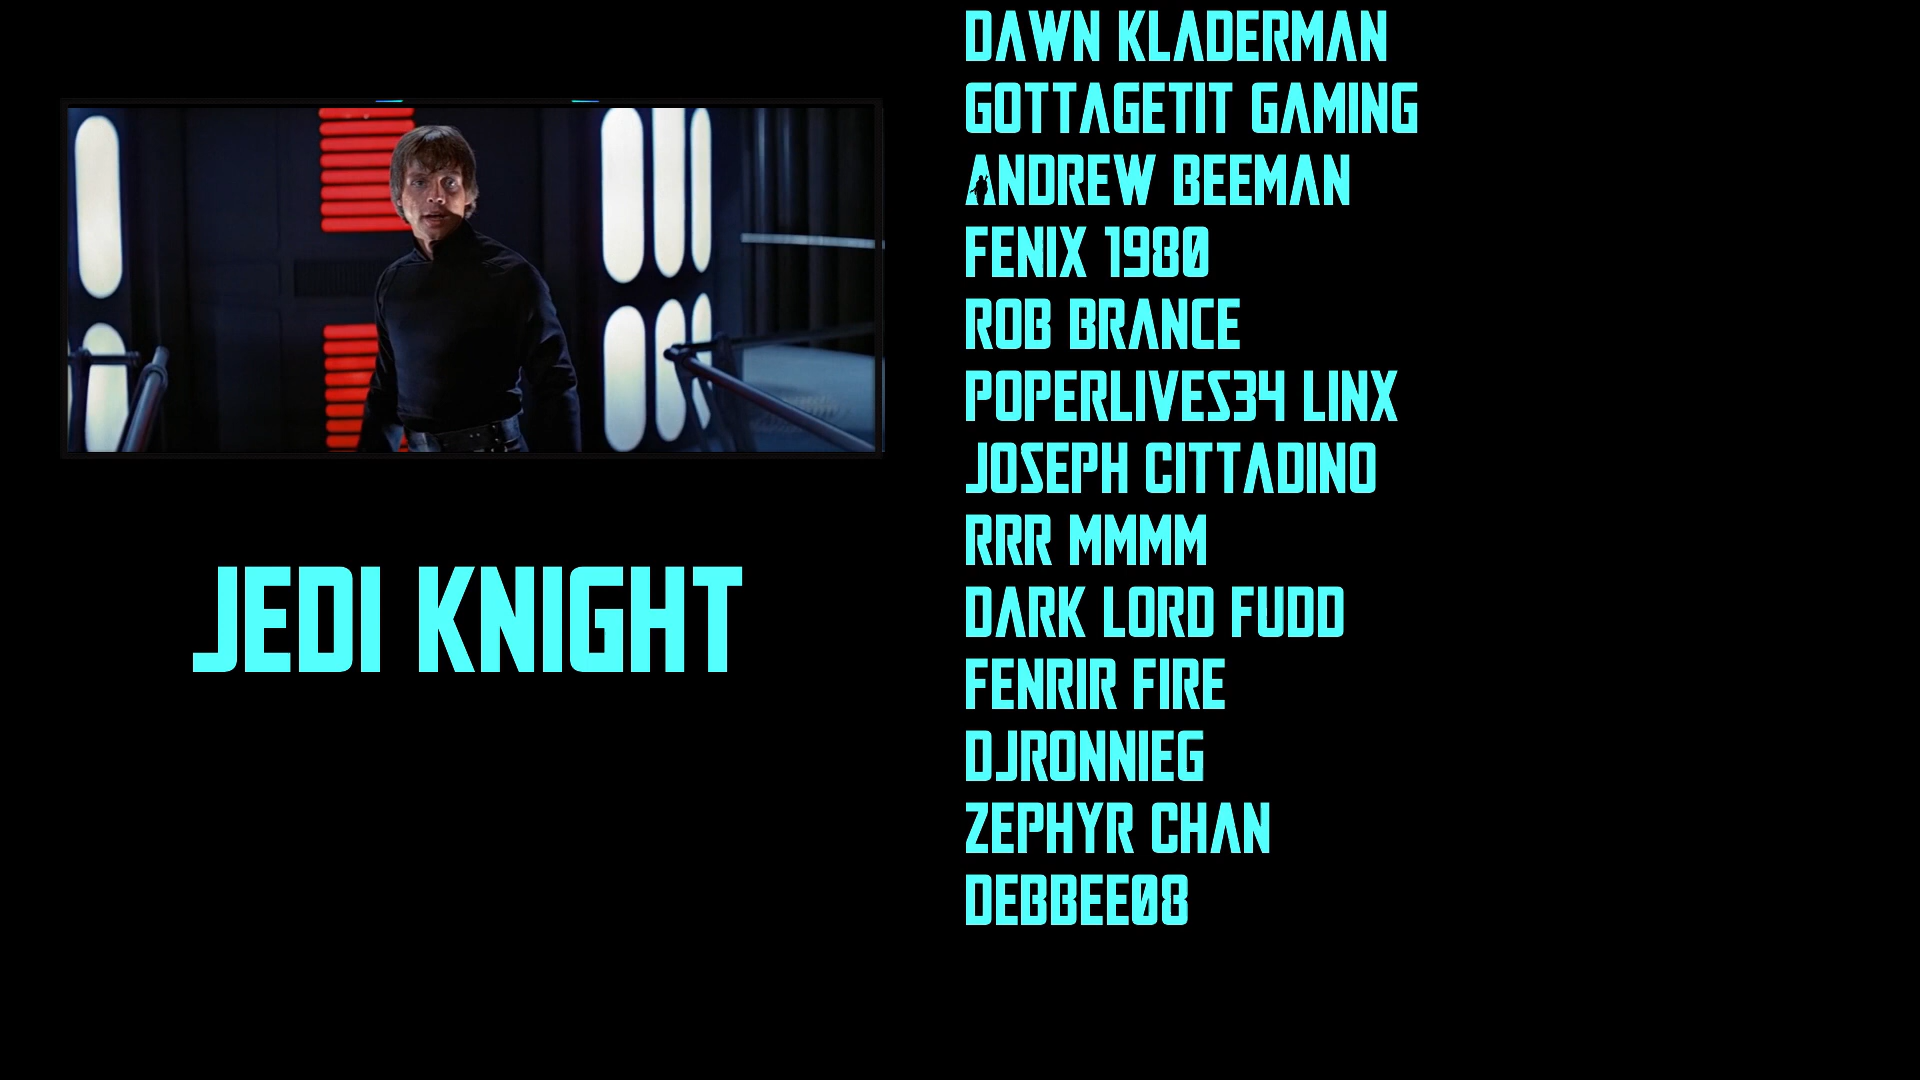 DAWN KLADERMAN
GOTTAGETIT GAMING
ANDREW BEEMAN
FENIX 1980
ROB BRANCE
POPERLIVES34 LINX
JOSEPH CITTADINO
RRR MMMM
DARK LORD FUDD
FENRIR FIRE
DJRONNIEG
ZEPHYR CHAN
DEBBEE08
JEDI KNIGHT